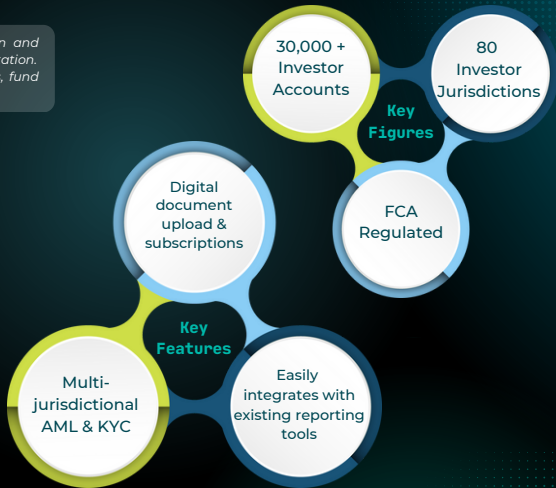 n and
ation.
, fund
30,000 +
Investor
Accounts
80
Investor
Jurisdictions
Key
Figures
FCA
Regulated
Digital
document
upload &
subscriptions
Key
Features
Multi-
jurisdictional
AML & KYC
Easily
integrates with
existing reporting
tools